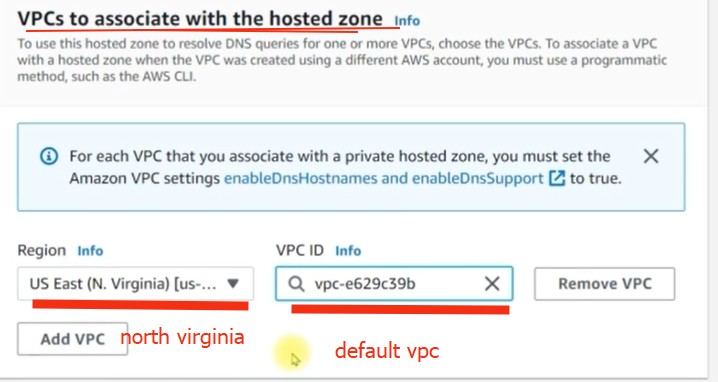 VPCs to associate with the hosted zone Info
To use this hosted zone to resolve DNS queries for one or more VPCs, choose the VPCs. To associate a VPC
with a hosted zone when the VPC was created using a different AWS account, you must use a programmatic
method, such as the AWS CLI.
For each VPC that you associate with a private hosted zone, you must set the
Amazon VPC settings enableDnsHostnames and enableDnsSupport to true.
Region Info
VPC ID Info
US East (N. Virginia) [us-...
vpc-e629c39b
Remove VPC
Add VPC
north virginia
default vpc